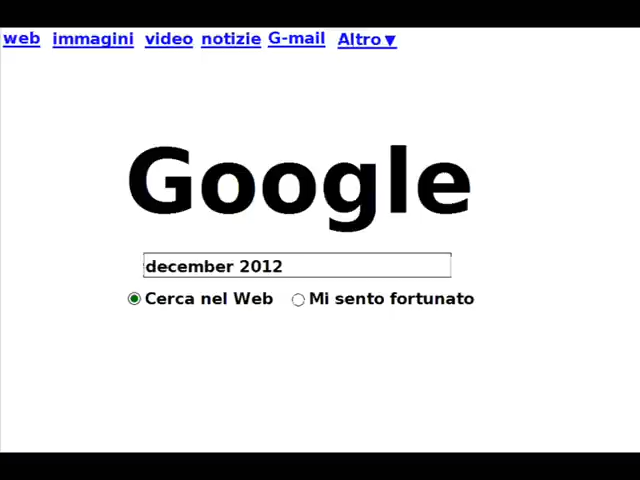 web immagini video notizie G-mail Altro ▼
Google
december 2012
Cerca nel Web Mi sento fortunato